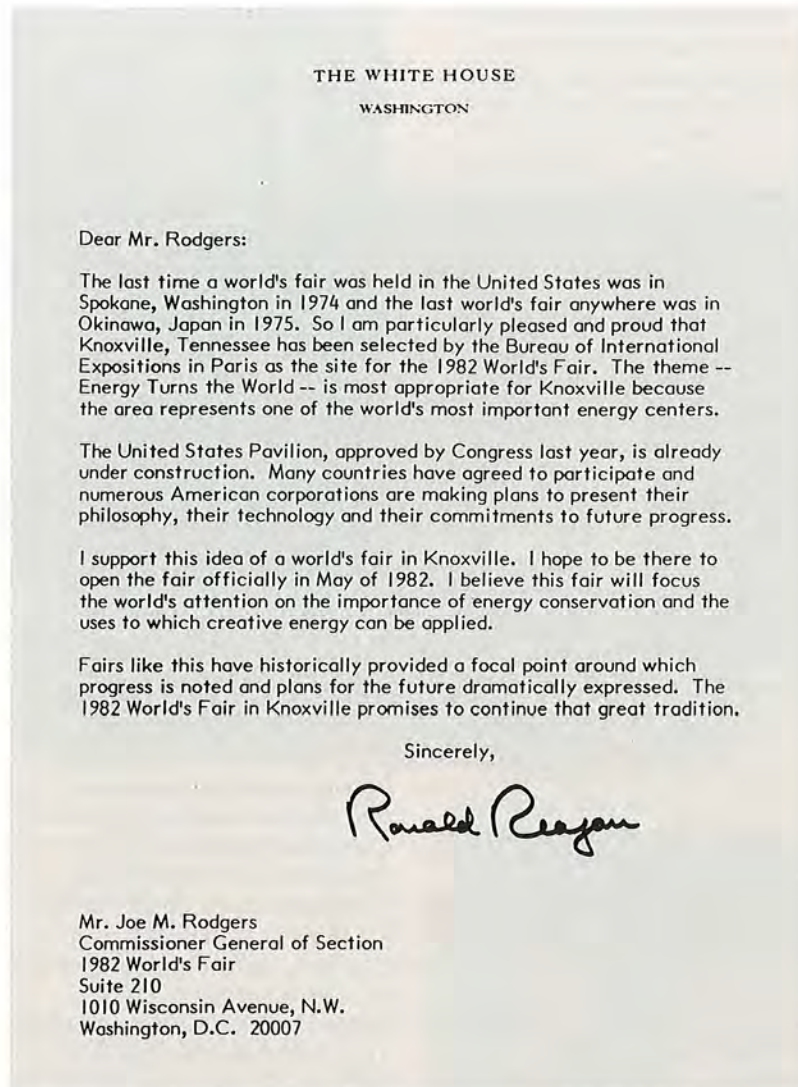 THE WHITE HOUSE
WASHINGTON
Dear Mr. Rodgers:
The last time a world's fair was held in the United States was in
Spokane, Washington in 1974 and the last world's fair anywhere was in
Okinawa, Japan in 1975. So I am particularly pleased and proud that
Knoxville, Tennessee has been selected by the Bureau of International
Expositions in Paris as the site for the 1982 World's Fair. The theme --
Energy Turns the World -- is most appropriate for Knoxville because
the area represents one of the world's most important energy centers.
The United States Pavilion, approved by Congress last year, is already
under construction. Many countries have agreed to participate and
numerous American corporations are making plans to present their
philosophy, their technology and their commitments to future progress.
I support this idea of a world's fair in Knoxville. I hope to be there to
open the fair officially in May of 1982. I believe this fair will focus
the world's attention on the importance of energy conservation and the
uses to which creative energy can be applied.
Fairs like this have historically provided a focal point around which
progress is noted and plans for the future dramatically expressed. The
1982 World's Fair in Knoxville promises to continue that great tradition.
Sincerely,
Ronald Reagan
Mr. Joe M. Rodgers
Commissioner General of Section
1982 World's Fair
Suite 210
1010 Wisconsin Avenue, N.W.
Washington, D.C. 20007